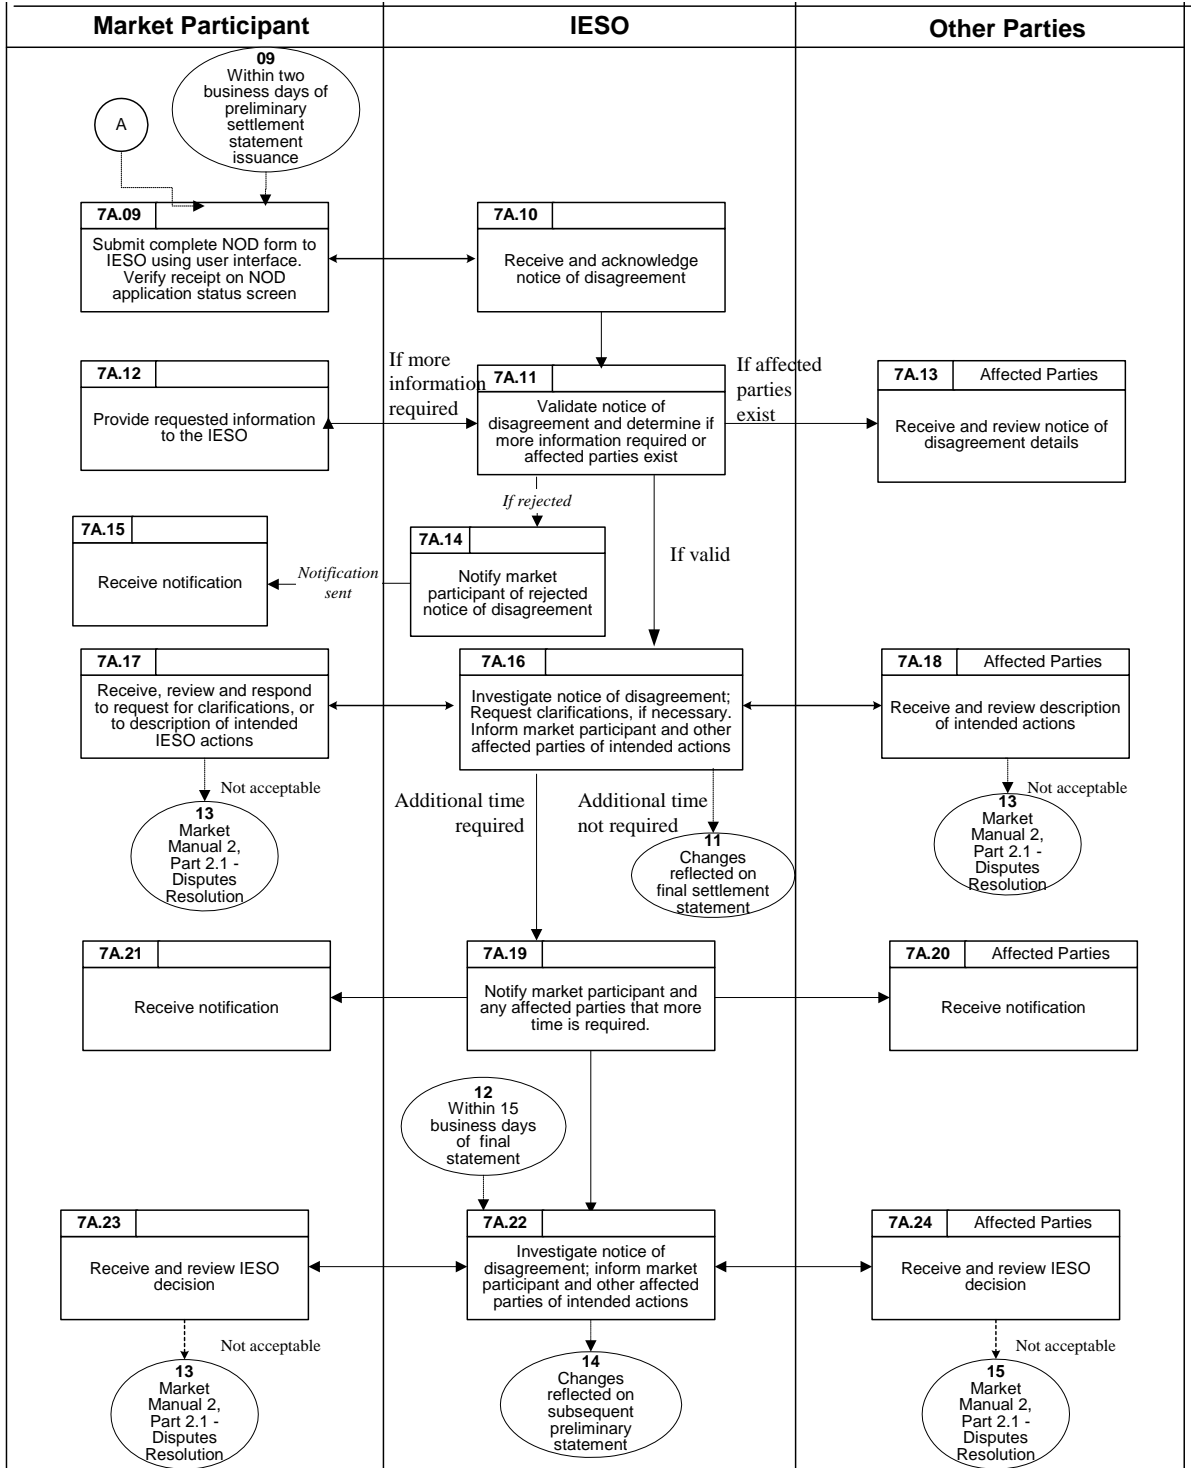 Market Participant
IESO
Other Parties
09
Within two
business days of
preliminary
settlement
statement
issuance
A
7A.09
Submit complete NOD form to
IESO using user interface.
Verify receipt on NOD
application status screen
7A.10
Receive and acknowledge
notice of disagreement
7A.12
Provide requested information
to the IESO
If more
information
required
7A.11
Validate notice of
disagreement and determine if
more information required or
affected parties exist
If affected
parties
exist
7A.13
Affected Parties
Receive and review notice of
disagreement details
If rejected
If valid
7A.15
Receive notification
Notification
sent
7A.14
Notify market
participant of rejected
notice of disagreement
7A.17
Receive, review and respond
to request for clarifications, or
to description of intended
IESO actions
7A.16
Investigate notice of disagreement;
Request clarifications, if necessary.
Inform market participant and other
affected parties of intended actions
7A.18
Affected Parties
Receive and review description
of intended actions
Not acceptable
13
Market
Manual 2,
Part 2.1 -
Disputes
Resolution
Additional time
required
Additional time
not required
11
Changes
reflected on
final settlement
statement
Not acceptable
13
Market
Manual 2,
Part 2.1 -
Disputes
Resolution
7A.21
Receive notification
7A.19
Notify market participant and
any affected parties that more
time is required.
7A.20
Affected Parties
Receive notification
12
Within 15
business days
of final
statement
7A.23
Receive and review IESO
decision
7A.22
Investigate notice of
disagreement; inform market
participant and other affected
parties of intended actions
7A.24
Affected Parties
Receive and review IESO
decision
Not acceptable
13
Market
Manual 2,
Part 2.1 -
Disputes
Resolution
14
Changes
reflected on
subsequent
preliminary
statement
Not acceptable
15
Market
Manual 2,
Part 2.1 -
Disputes
Resolution